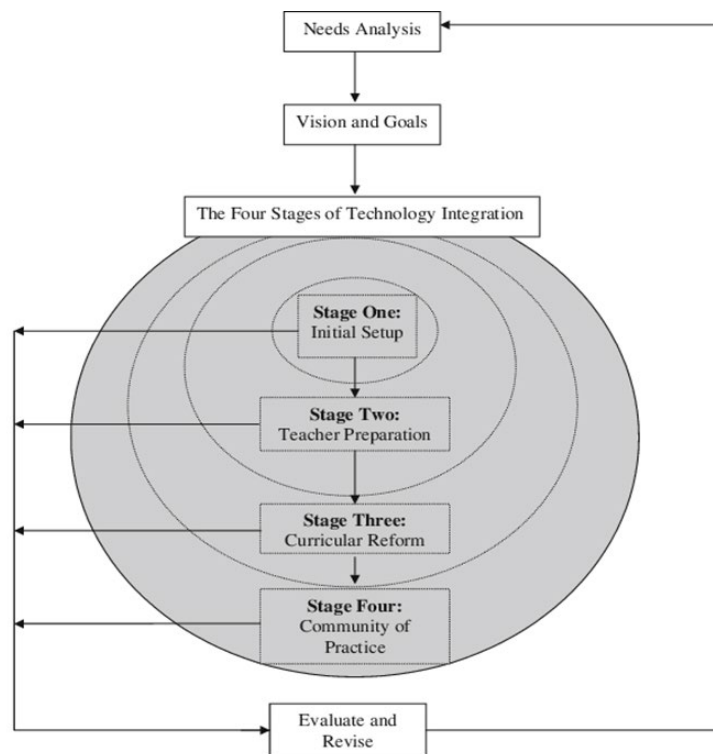 Needs Analysis
Vision and Goals
The Four Stages of Technology Integration
Stage One:
Initial Setup
Stage Two:
Teacher Preparation
Stage Three:
Curricular Reform
Stage Four:
Community of
Practice
Evaluate and
Revise